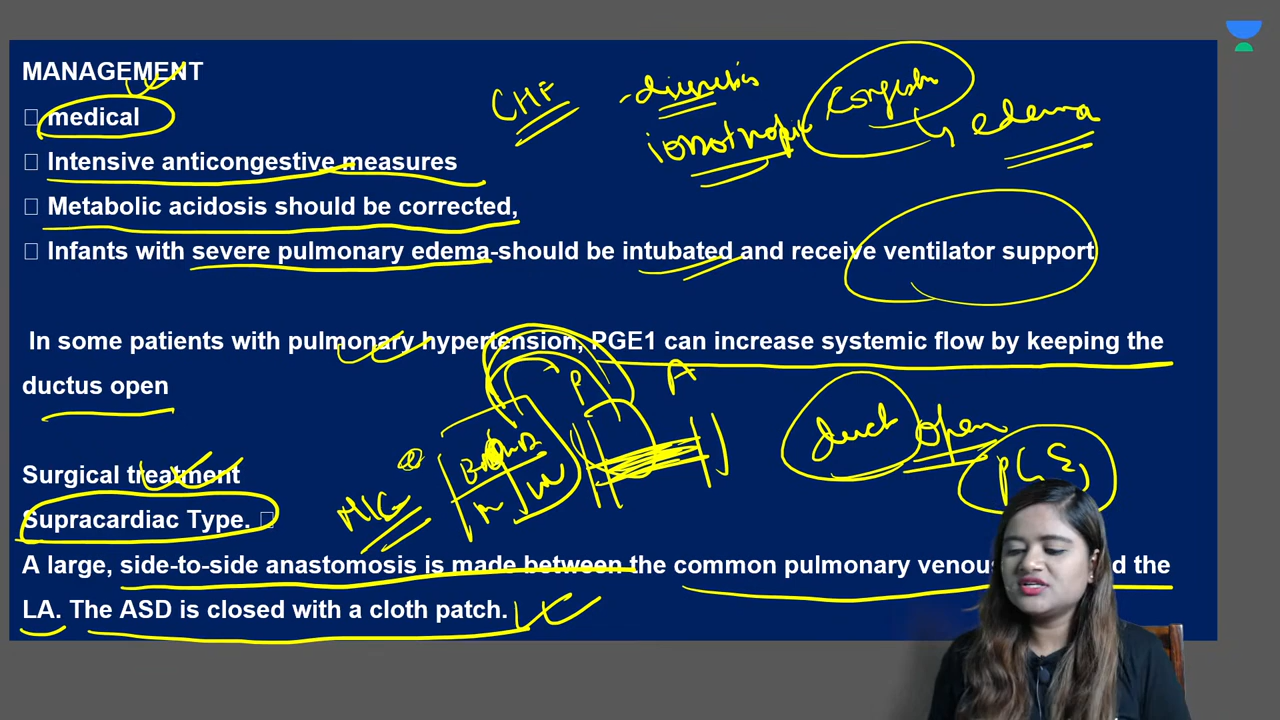 MANAGEMENT
medical
Intensive anticongestive measures
Metabolic acidosis should be corrected,
Infants with severe pulmonary edema-should be intubated and receive ventilator support
In some patients with pulmonary hypertension, PGE1 can increase systemic flow by keeping the
ductus open
Surgical treatment
Supracardiac Type.
A large, side-to-side anastomosis is made between the common pulmonary venous d the
LA. The ASD is closed with a cloth patch.
CHF
edema
P
A
duct open